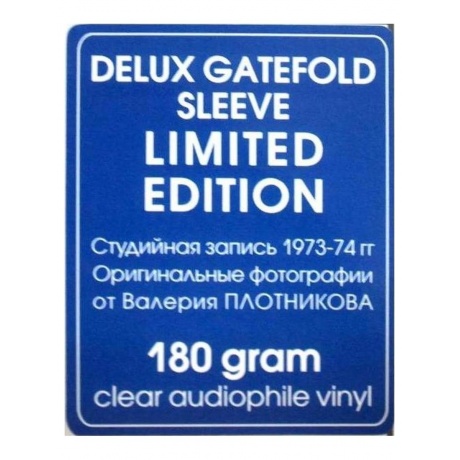 DELUX GATEFOLD
SLEEVE
LIMITED
EDITION
Студийная запись 1973-74 гг
Оригинальные фотографии
от Валерия ПЛОТНИКОВА
180 gram
clear audiophile vinyl